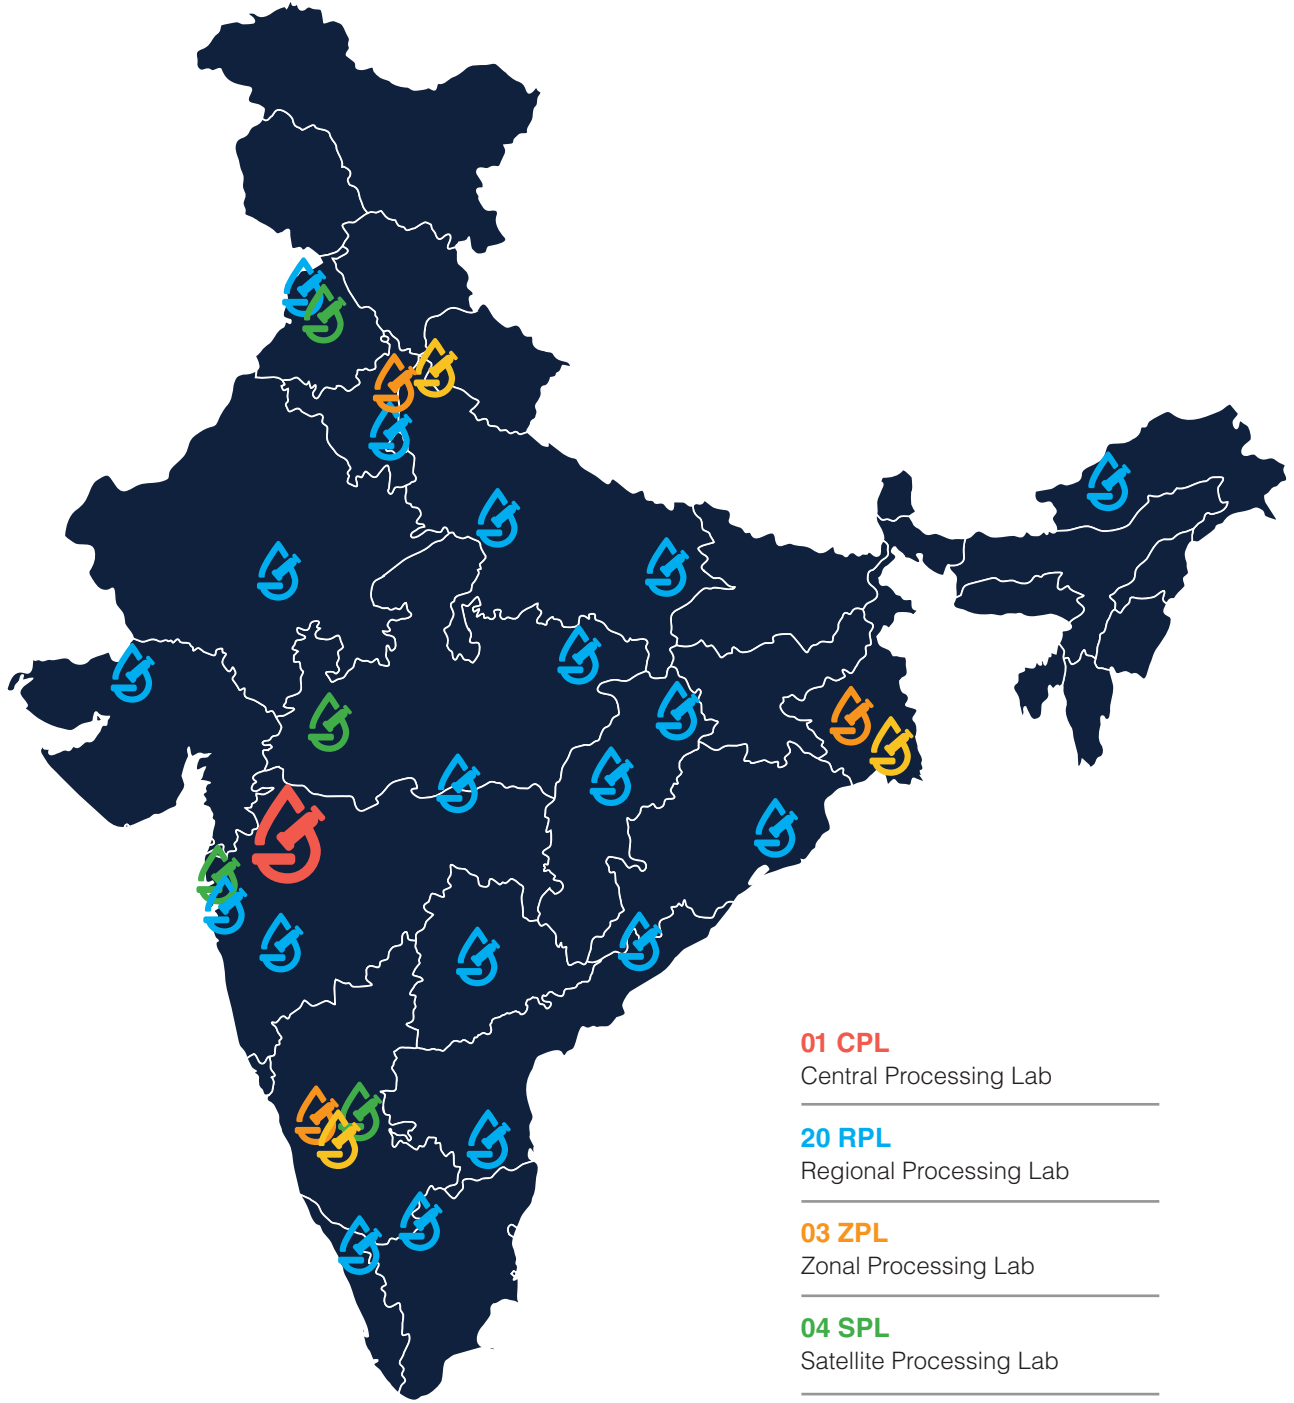 01 CPL
Central Processing Lab
20 RPL
Regional Processing Lab
03 ZPL
Zonal Processing Lab
04 SPL
Satellite Processing Lab